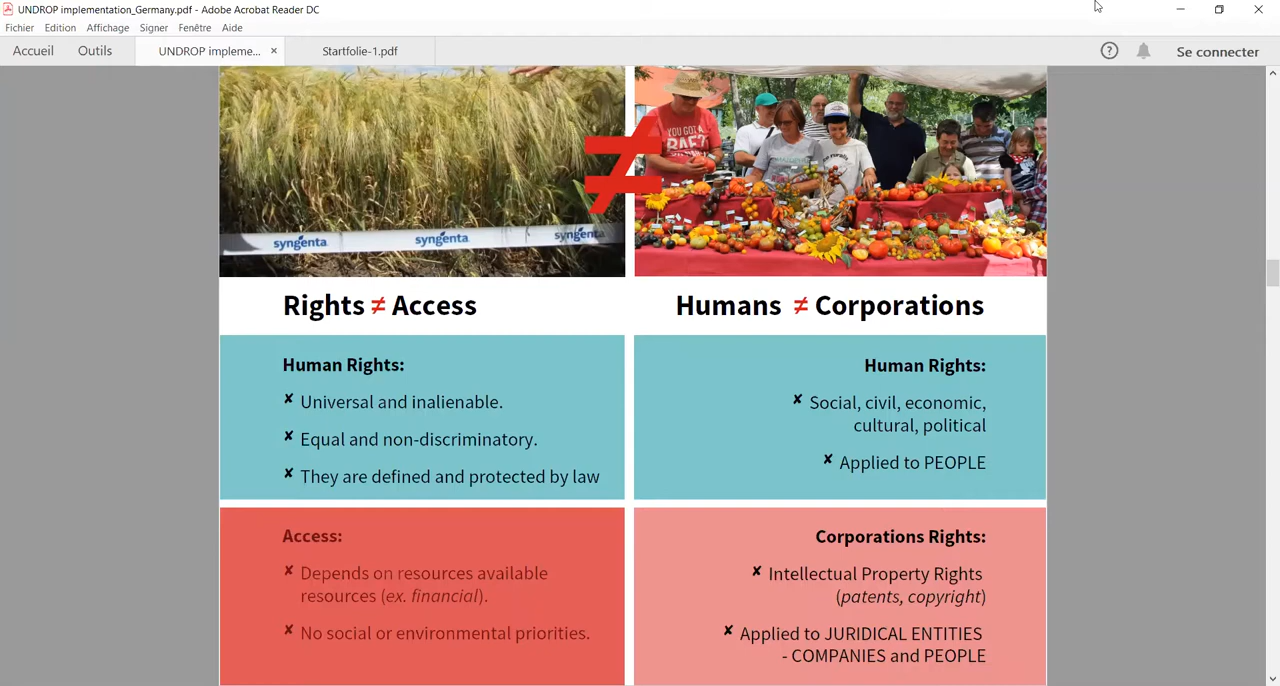 UNDROP implementation_Germany.pdf - Adobe Acrobat Reader DC
Fichier Edition Affichage Signer Fenêtre Aide
Accueil Outils UNDROP impleme... × Startfolie-1.pdf Se connecter
syngenta syngenta syngenta
YOU GOT A
≠
Rights ≠ Access
Human Rights:
✘ Universal and inalienable.
✘ Equal and non-discriminatory.
✘ They are defined and protected by law
Access:
✘ Depends on resources available
resources (ex. financial).
✘ No social or environmental priorities.
Humans ≠ Corporations
Human Rights:
✘ Social, civil, economic,
cultural, political
✘ Applied to PEOPLE
Corporations Rights:
✘ Intellectual Property Rights
(patents, copyright)
✘ Applied to JURIDICAL ENTITIES
- COMPANIES and PEOPLE